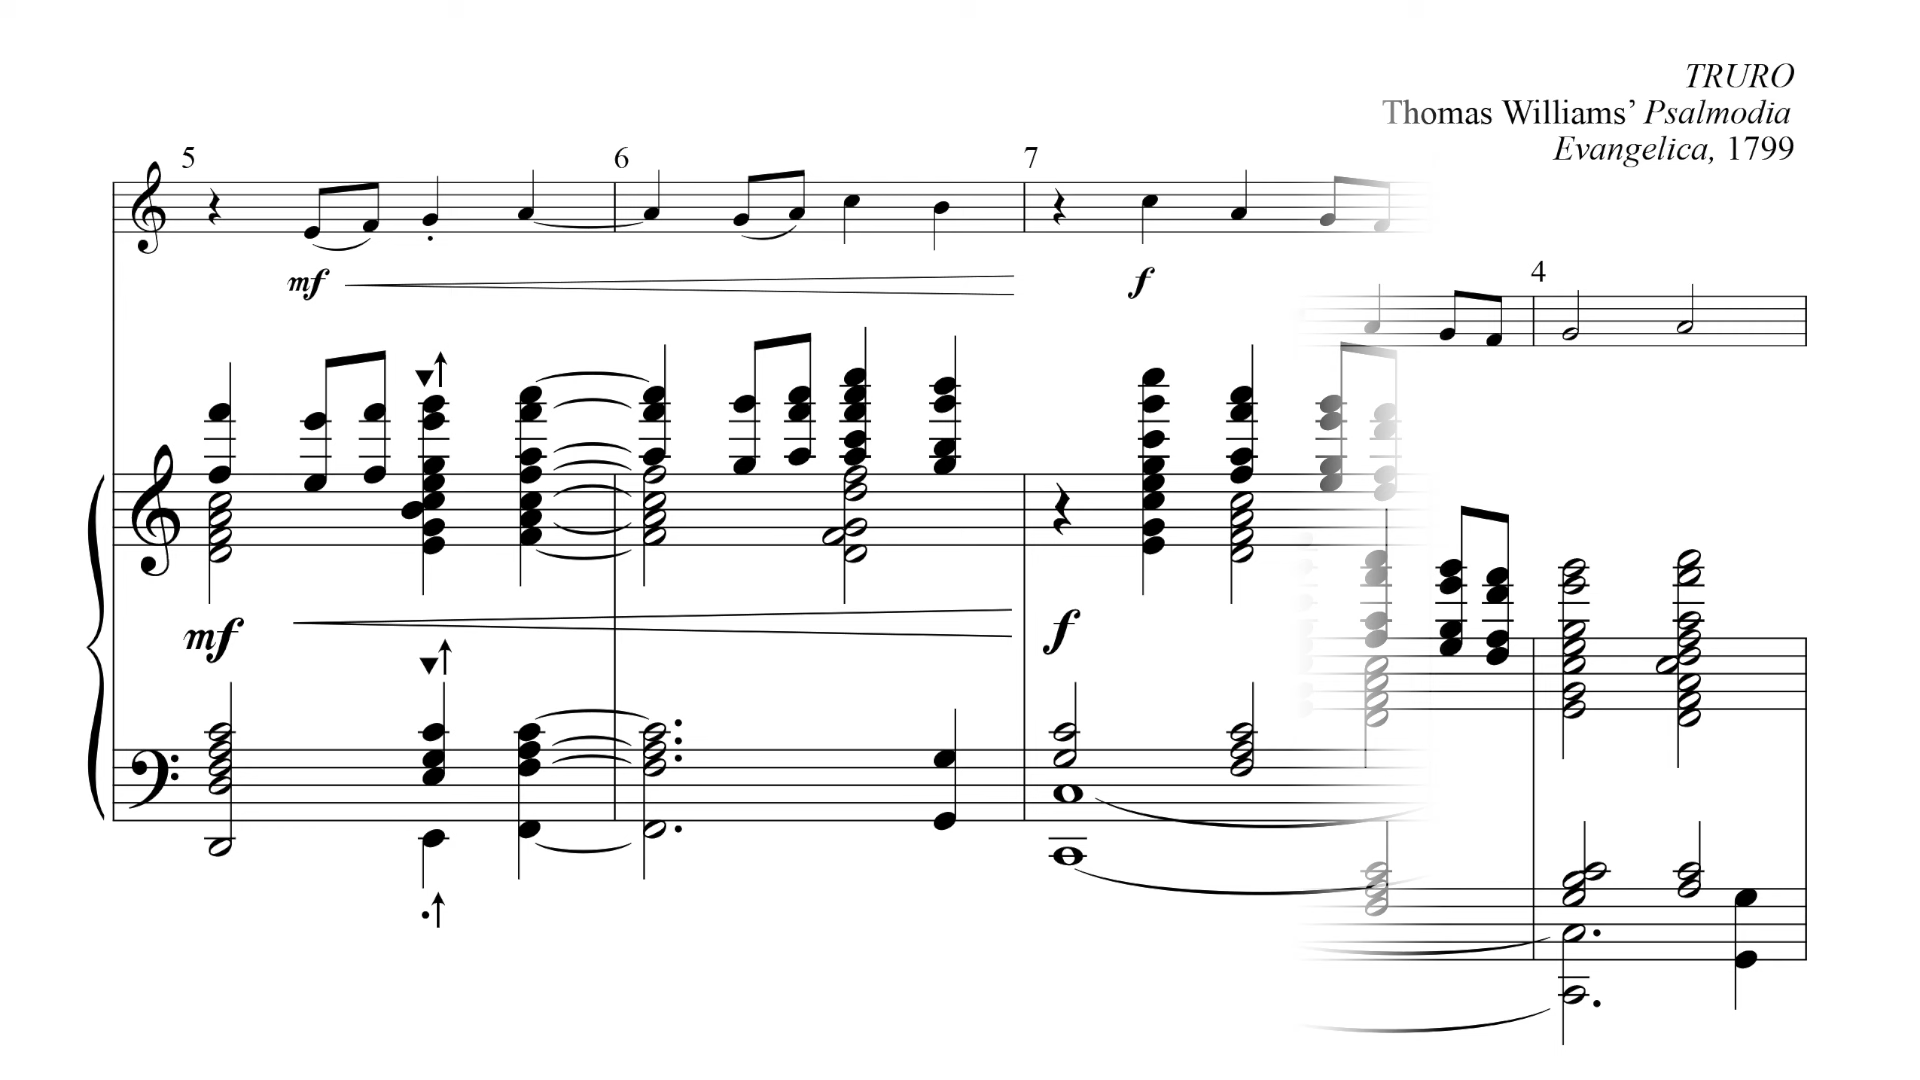 TRURO
Thomas Williams’ Psalmodia
Evangelica, 1799
5
6
7
mf
f
4
mf
f